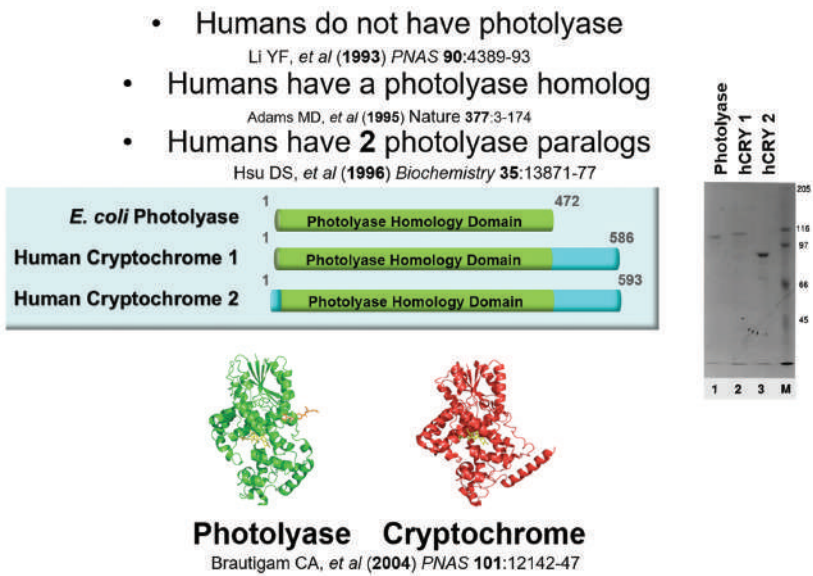 • Humans do not have photolyase
Li YF, et al (1993) PNAS 90:4389-93
• Humans have a photolyase homolog
Adams MD, et al (1995) Nature 377:3-174
• Humans have 2 photolyase paralogs
Hsu DS, et al (1996) Biochemistry 35:13871-77
1 472
E. coli Photolyase Photolyase Homology Domain
1 586
Human Cryptochrome 1 Photolyase Homology Domain
1 593
Human Cryptochrome 2 Photolyase Homology Domain
Photolyase
hCRY 1
hCRY 2
205
116
97
66
45
1 2 3 M
Photolyase Cryptochrome
Brautigam CA, et al (2004) PNAS 101:12142-47